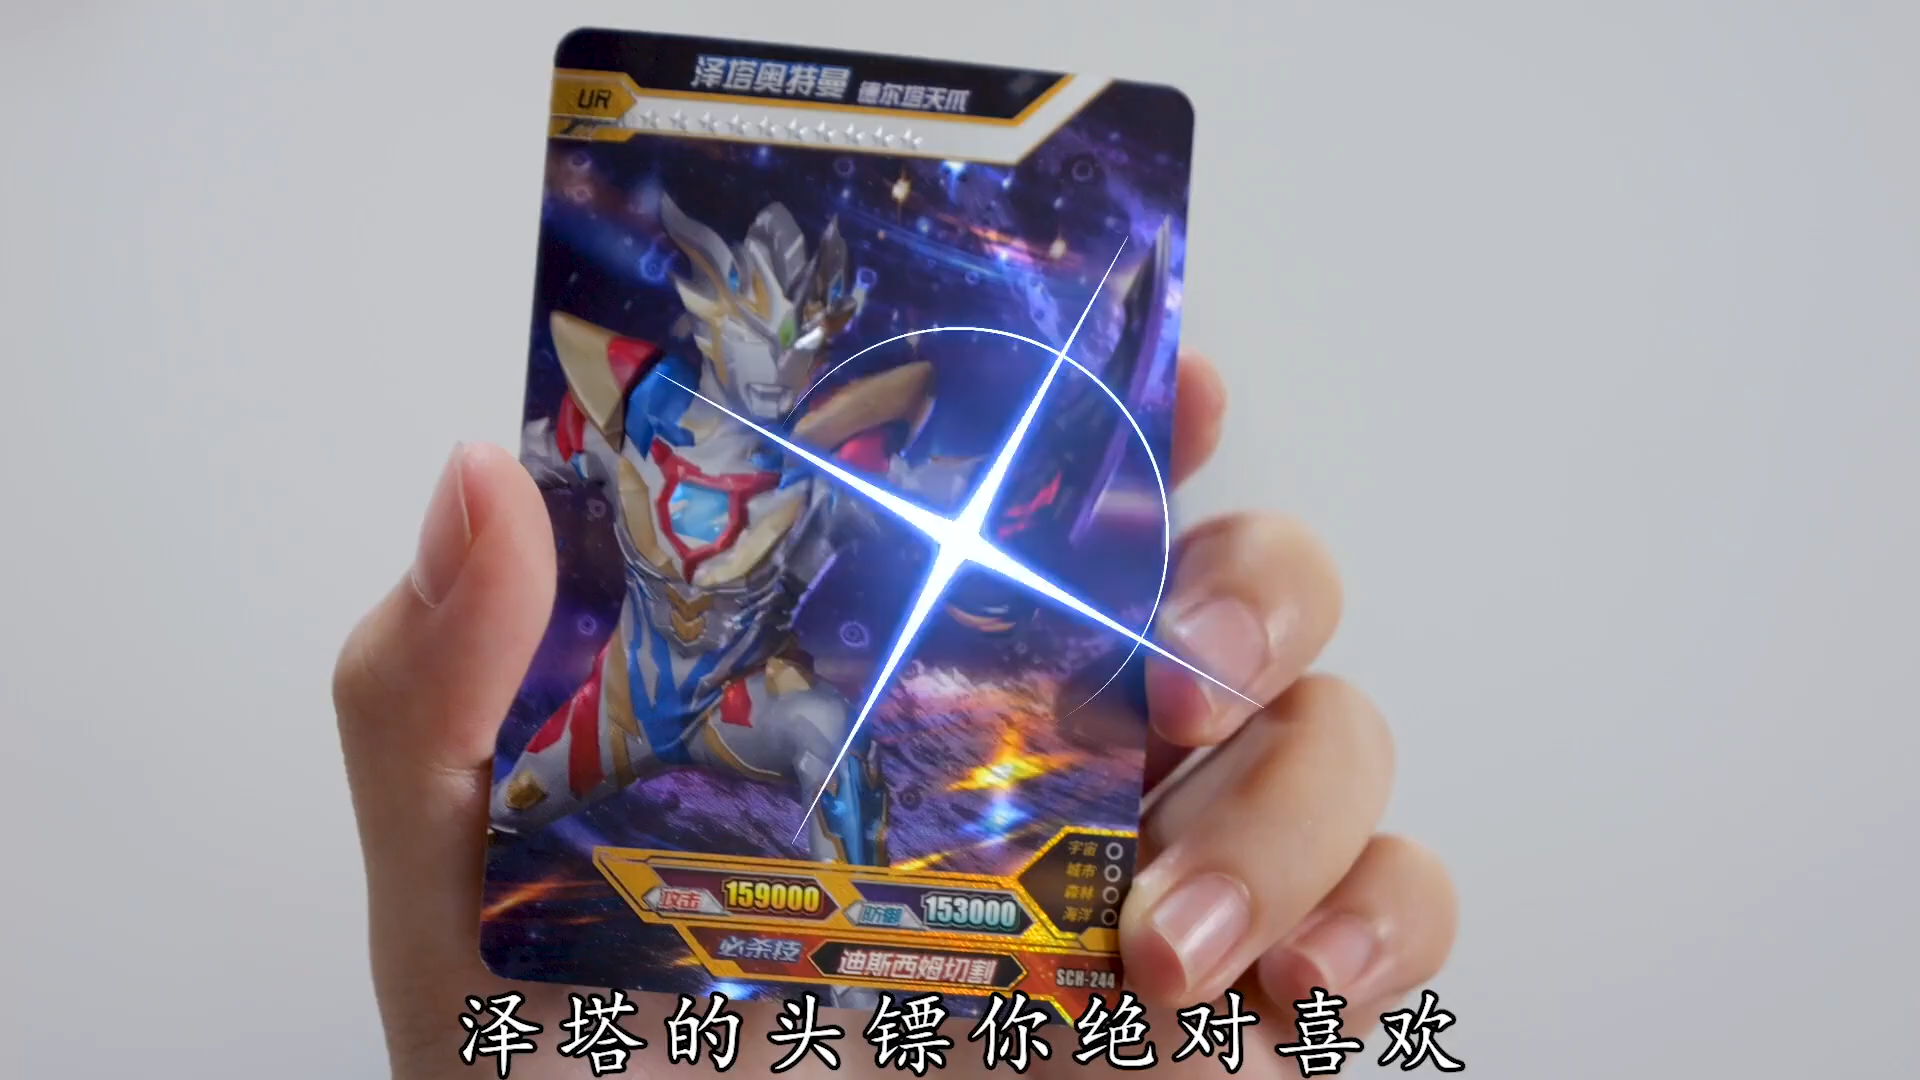 泽塔奥特曼 德尔塔天爪
UR
宇宙
城市
森林
海洋
攻击 159000 防御 153000
必杀技 迪斯西姆切割
SCH-244
泽塔的头镖你绝对喜欢